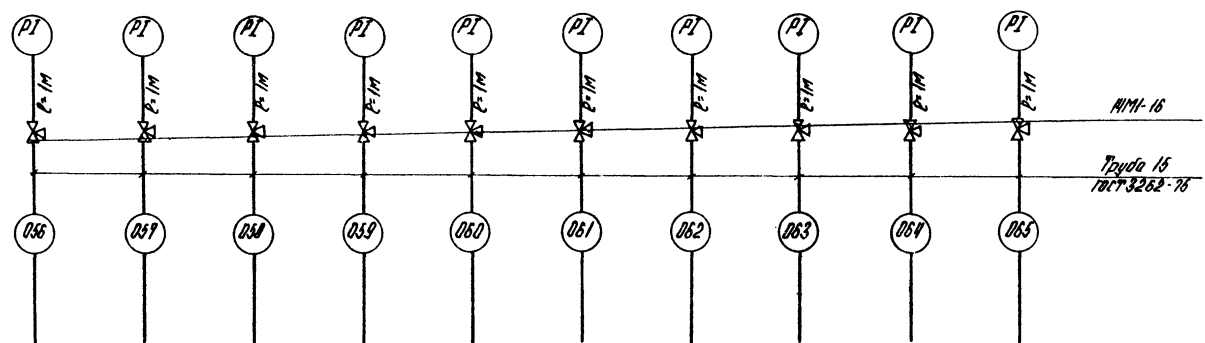 PI PI PI PI PI PI PI PI PI PI
ℓ=1м ℓ=1м ℓ=1м ℓ=1м ℓ=1м ℓ=1м ℓ=1м ℓ=1м ℓ=1м ℓ=1м
14М1-16
Труба 15
ГОСТ 3262-75
056 057 058 059 060 061 062 063 064 065